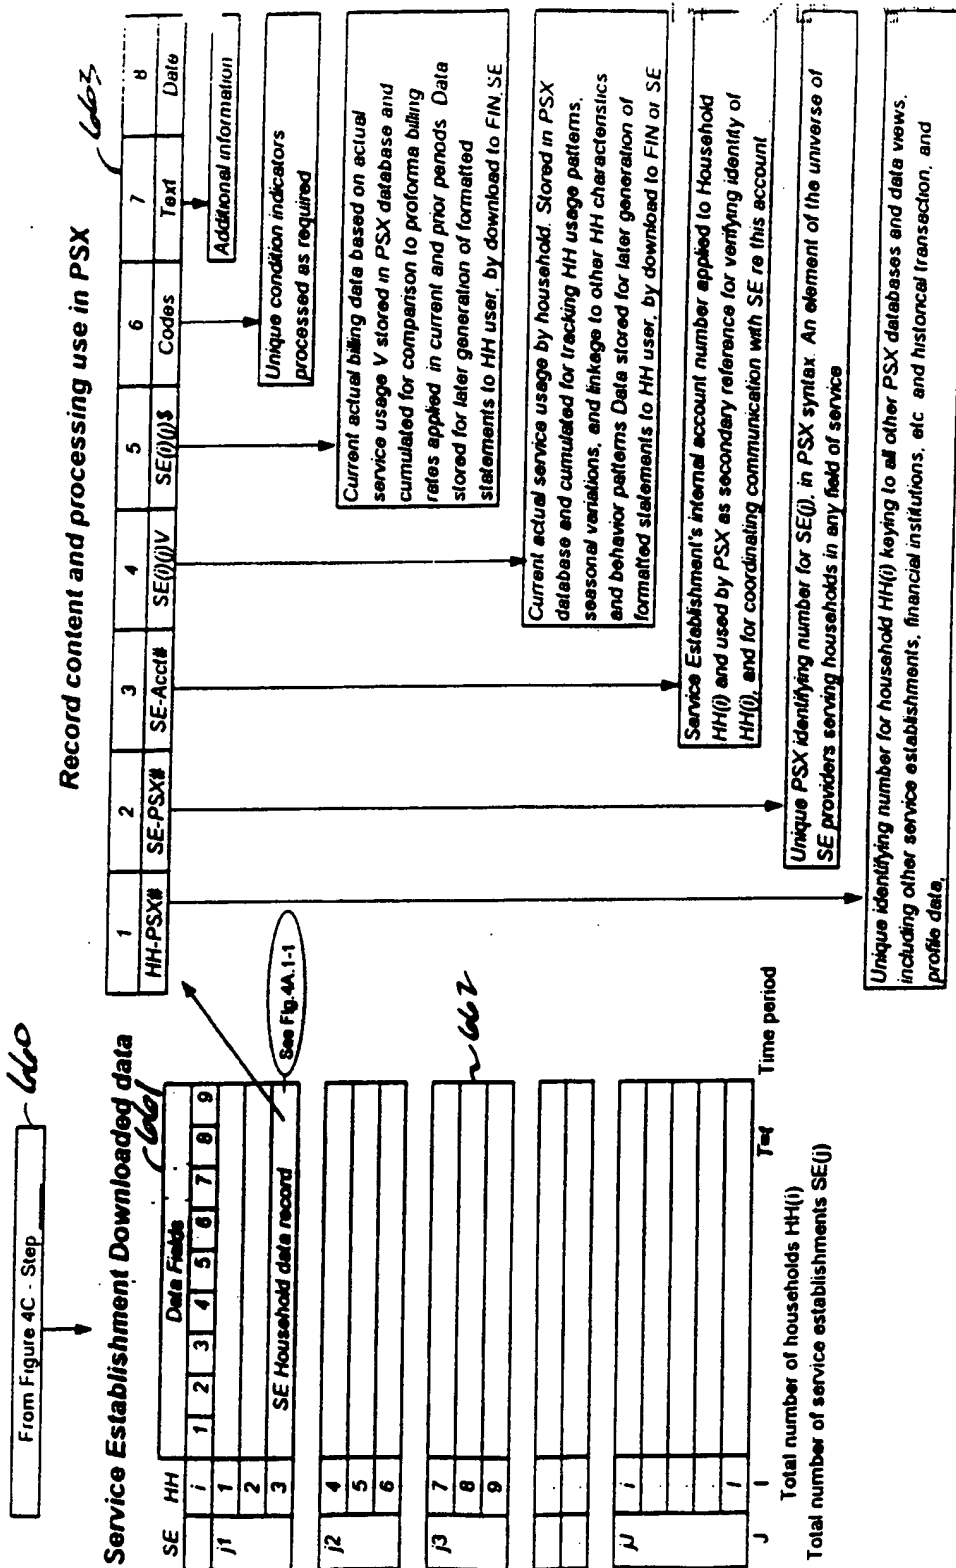 From Figure 4C - Step ____
660
Service Establishment Downloaded data
661
SE HH Data Fields
i 1 2 3 4 5 6 7 8 9
j1 1
2
3 SE Household data record
See Fig.4A.1-1
j2 4
5
6
j3 7
8
9
662
jJ i
I
J I T=t Time period
Total number of households HH(i)
Total number of service establishments SE(j)
Record content and processing use in PSX
663
1 2 3 4 5 6 7 8
HH-PSX# SE-PSX# SE-Acct# SE(i)(j)V SE(i)(j)$ Codes Text Date
Additional information
Unique condition indicators
processed as required
Current actual billing data based on actual
service usage V stored in PSX database and
cumulated for comparison to proforma billing
rates applied in current and prior periods Data
stored for later generation of formatted
statements to HH user, by download to FIN, SE
Current actual service usage by household. Stored in PSX
database and cumulated for tracking HH usage patterns,
seasonal variations, and linkage to other HH characteristics
and behavior patterns Data stored for later generation of
formatted statements to HH user, by download to FIN or SE
Service Establishment's internal account number applied to Household
HH(i) and used by PSX as secondary reference for verifying identity of
HH(i), and for coordinating communication with SE re this account
Unique PSX identifying number for SE(j). in PSX syntax An element of the universe of
SE providers serving households in any field of service
Unique identifying number for household HH(i) keying to all other PSX databases and data views,
including other service establishments, financial institutions, etc and historical transaction, and
profile data,